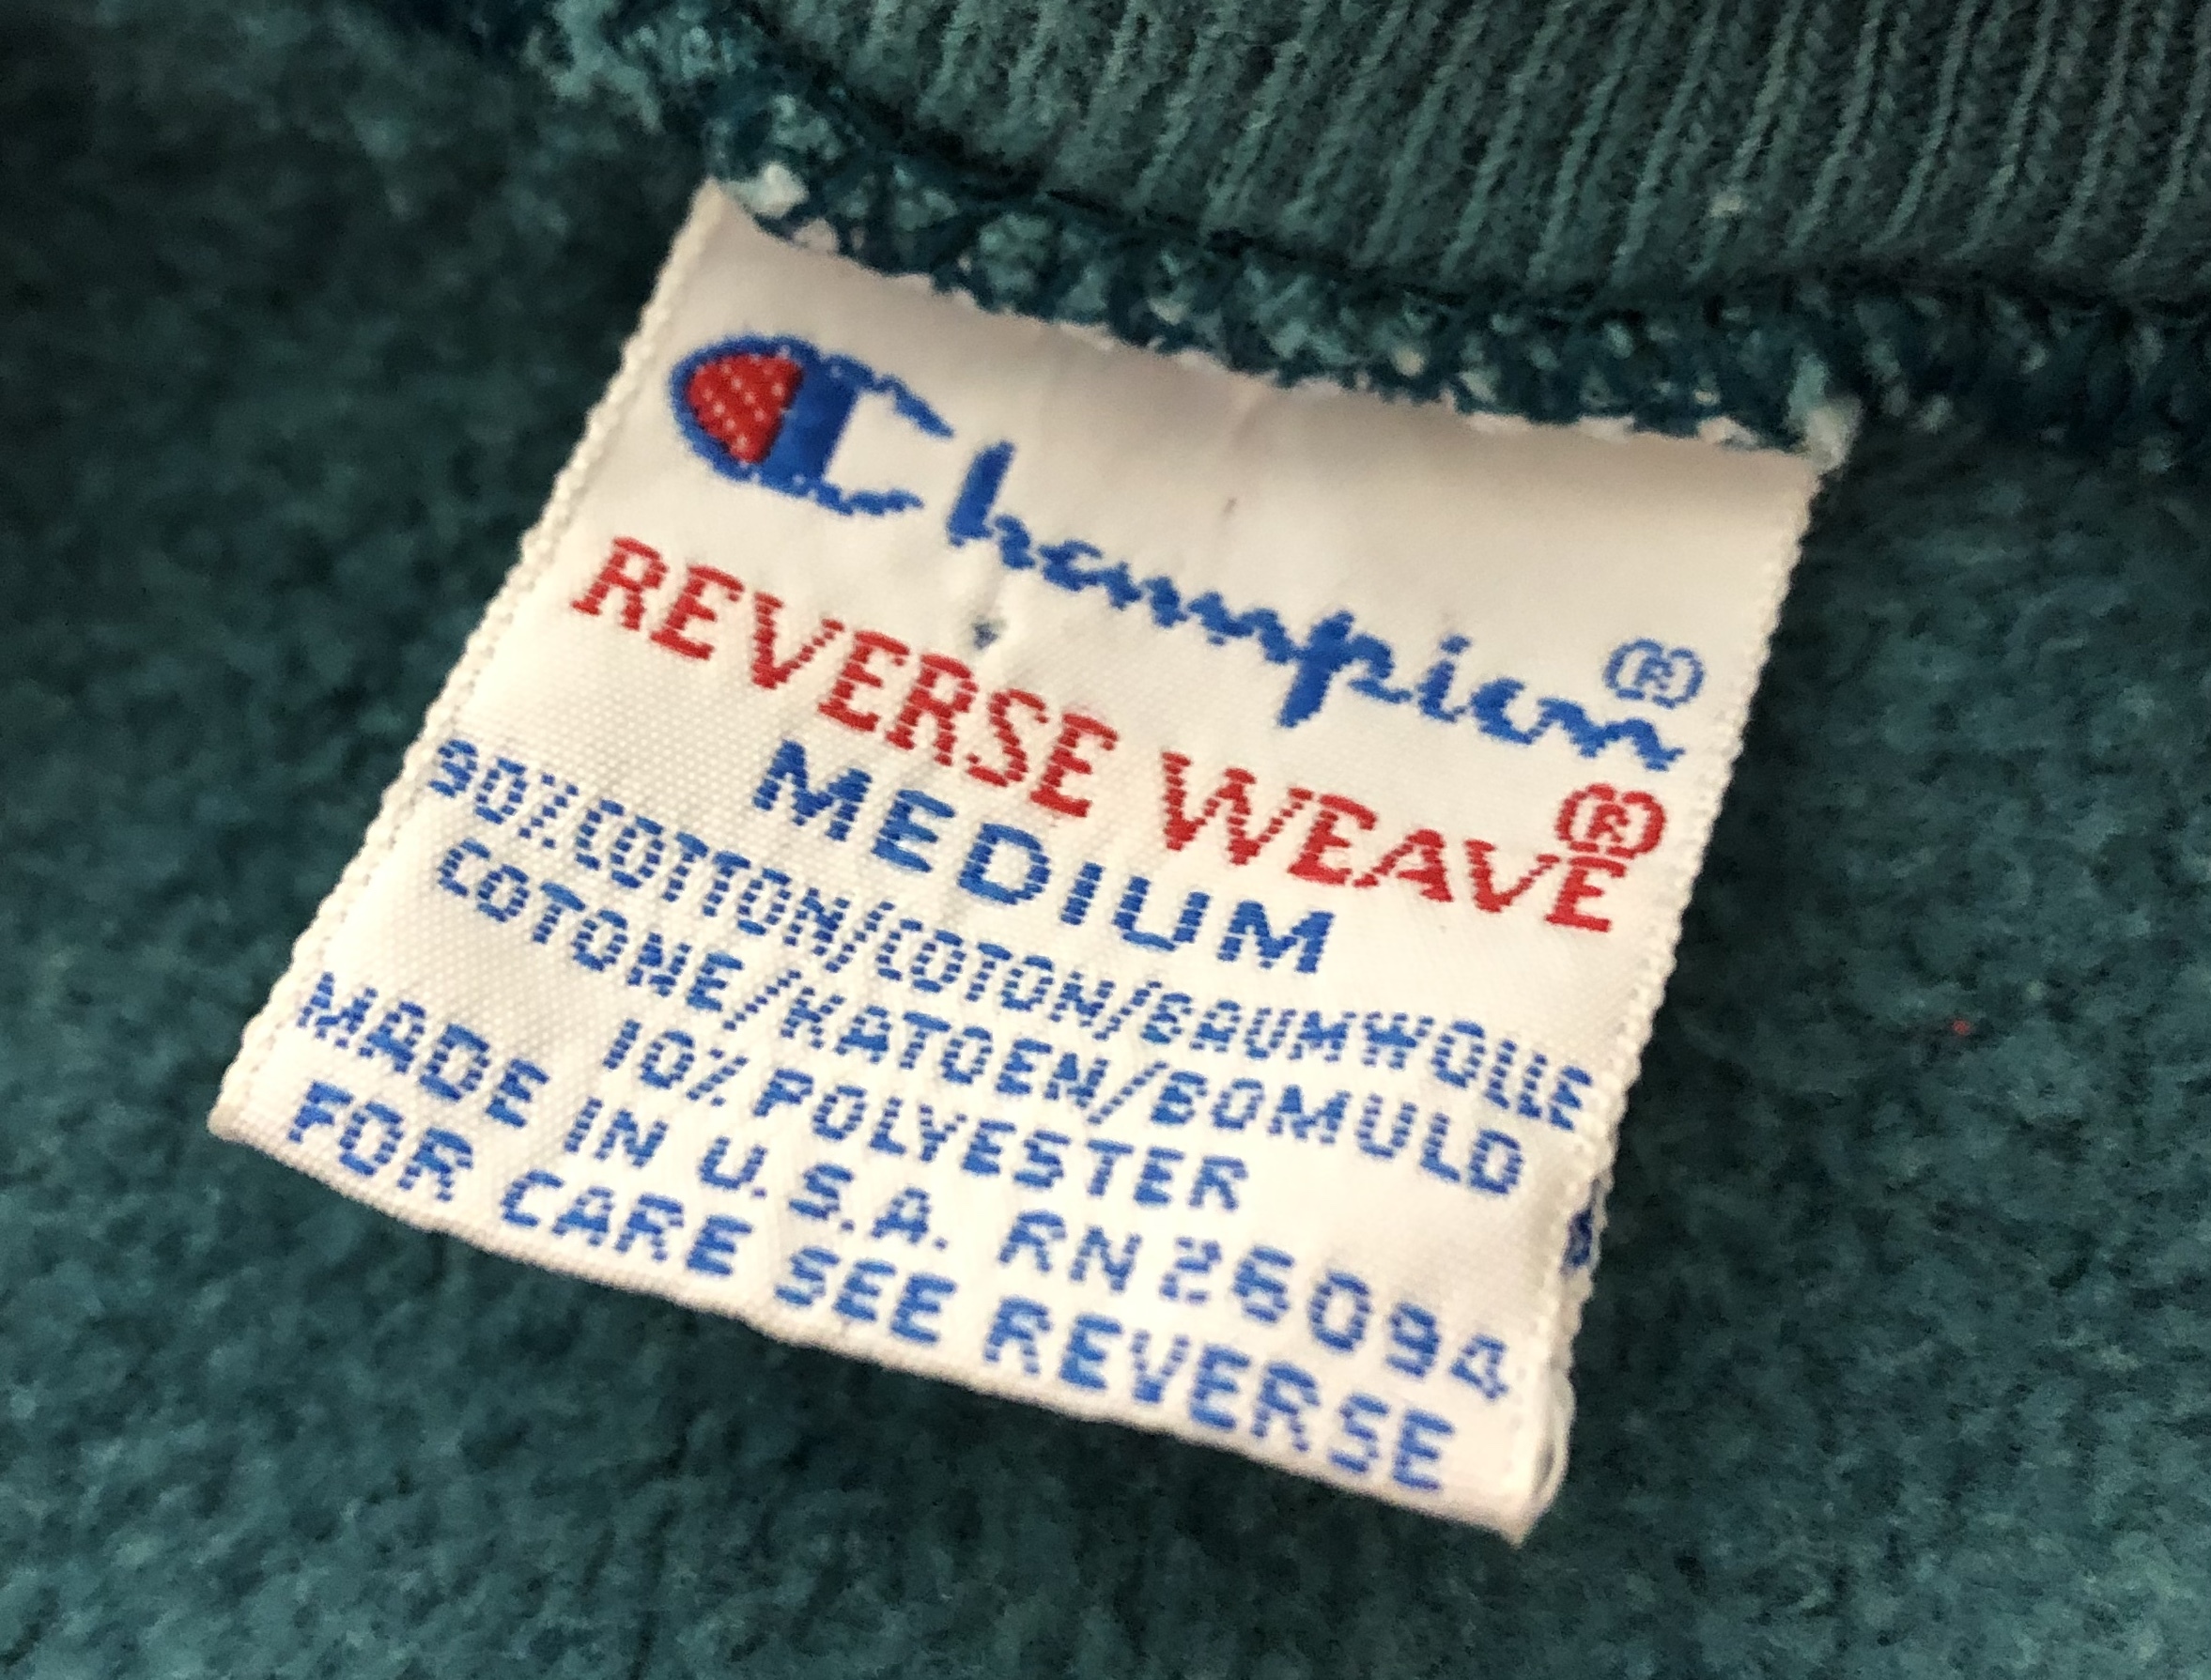 Champion®
REVERSE WEAVE®
MEDIUM
90% COTTON/COTON/BAUMWOLLE
COTONE/KATOEN/BOMULD
10% POLYESTER
MADE IN U.S.A. RN 26094
FOR CARE SEE REVERSE